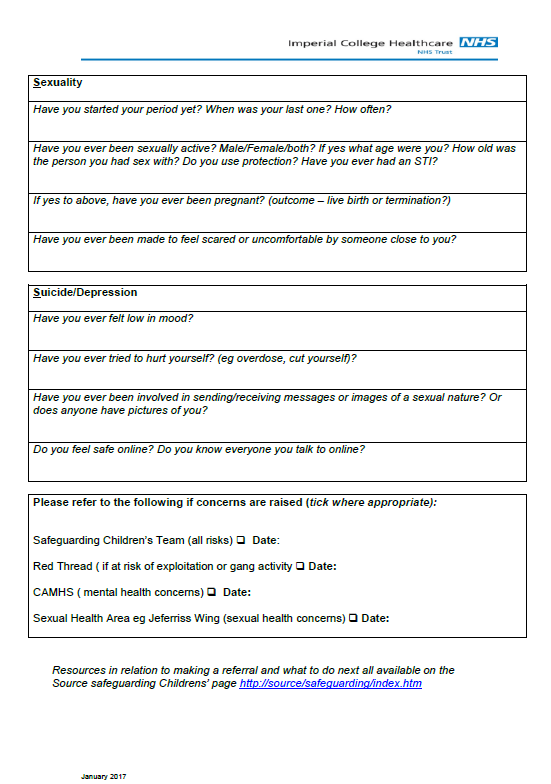 Imperial College Healthcare NHS
NHS Trust
Sexuality
Have you started your period yet? When was your last one? How often?
Have you ever been sexually active? Male/Female/both? If yes what age were you? How old was
the person you had sex with? Do you use protection? Have you ever had an STI?
If yes to above, have you ever been pregnant? (outcome – live birth or termination?)
Have you ever been made to feel scared or uncomfortable by someone close to you?
Suicide/Depression
Have you ever felt low in mood?
Have you ever tried to hurt yourself? (eg overdose, cut yourself)?
Have you ever been involved in sending/receiving messages or images of a sexual nature? Or
does anyone have pictures of you?
Do you feel safe online? Do you know everyone you talk to online?
Please refer to the following if concerns are raised (tick where appropriate):
Safeguarding Children's Team (all risks) ❑ Date:
Red Thread ( if at risk of exploitation or gang activity ❑ Date:
CAMHS ( mental health concerns) ❑ Date:
Sexual Health Area eg Jeferriss Wing (sexual health concerns) ❑ Date:
Resources in relation to making a referral and what to do next all available on the
Source safeguarding Childrens' page http://source/safeguarding/index.htm
January 2017